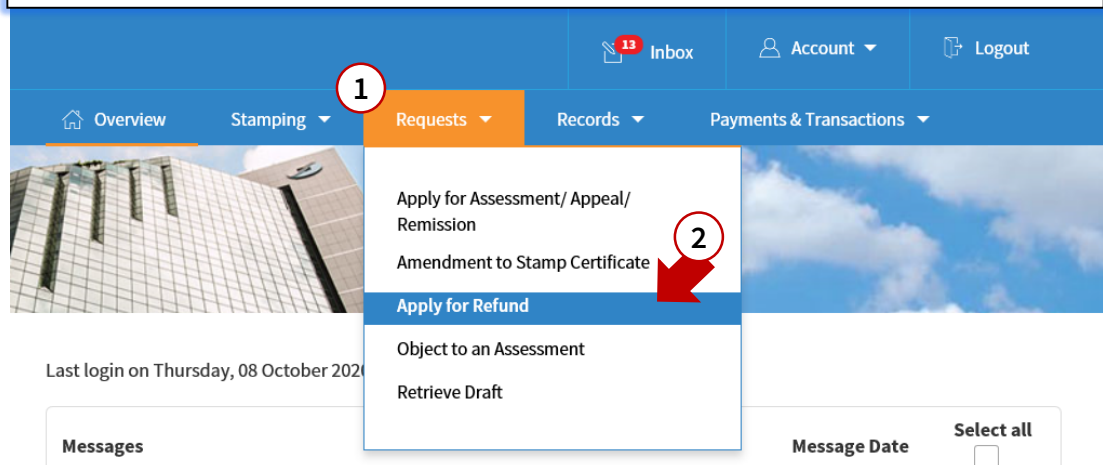 13 Inbox
Account
Logout
1
Overview
Stamping
Requests
Records
Payments & Transactions
Apply for Assessment/ Appeal/
Remission
2
Amendment to Stamp Certificate
Apply for Refund
Object to an Assessment
Retrieve Draft
Last login on Thursday, 08 October
Messages
Message Date
Select all